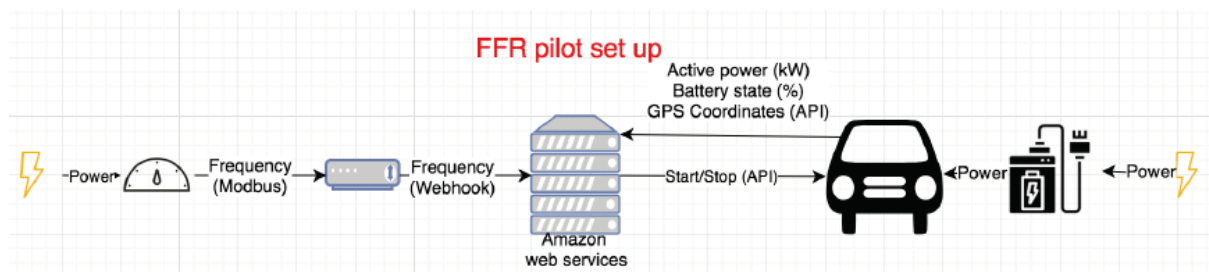 FFR pilot set up
Active power (kW)
Battery state (%)
GPS Coordinates (API)
Power
Frequency
(Modbus)
Frequency
(Webhook)
Start/Stop (API)
Power
Power
Amazon
web services